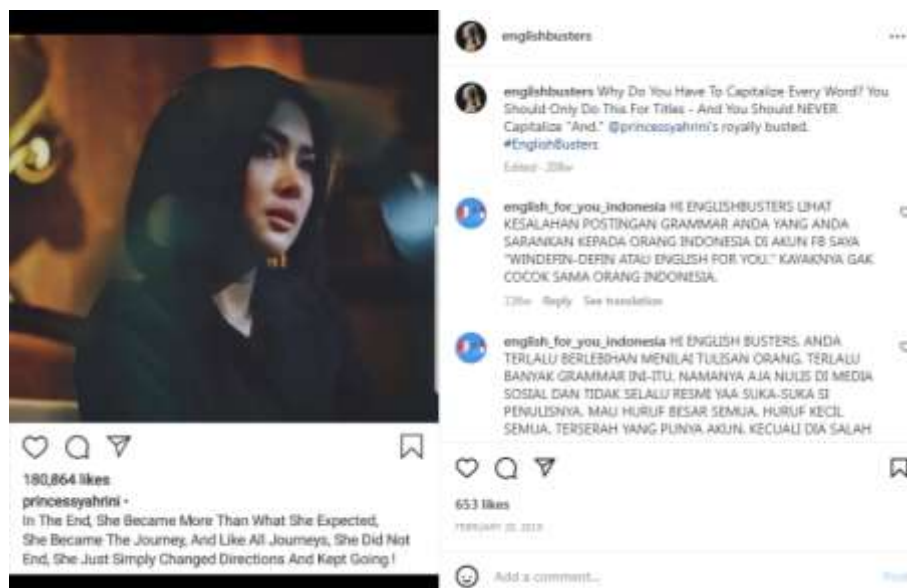 180,864 likes
princessyahrini -
In The End, She Became More Than What She Expected,
She Became The Journey, And Like All Journeys, She Did Not
End, She Just Simply Changed Directions And Kept Going !
englishbusters
englishbusters Why Do You Have To Capitalize Every Word? You
Should Only Do This For Titles - And You Should NEVER
Capitalize "And." @princessyahrini's royally busted.
#EnglishBusters
Edited
english_for_you_indonesia HI ENGLISHBUSTERS LIHAT
KESALAHAN POSTINGAN GRAMMAR ANDA YANG ANDA
SARANKAN KEPADA ORANG INDONESIA DI AKUN FB SAYA
"WINDEFIN-DEFIN ATAU ENGLISH FOR YOU." KAYAKNYA GAK
COCOK SAMA ORANG INDONESIA.
Reply See translation
english_for_you_indonesia HI ENGLISH BUSTERS. ANDA
TERLALU BERLEBIHAN MENILAI TULISAN ORANG. TERLALU
BANYAK GRAMMAR INI-ITU. NAMANYA AJA NULIS DI MEDIA
SOSIAL DAN TIDAK SELALU RESMI YAA SUKA-SUKA SI
PENULISNYA. MAU HURUF BESAR SEMUA. HURUF KECIL
SEMUA. TERSERAH YANG PUNYA AKUN. KECUALI DIA SALAH
653 likes
FEBRUARY 20, 2019
Add a comment...
Post